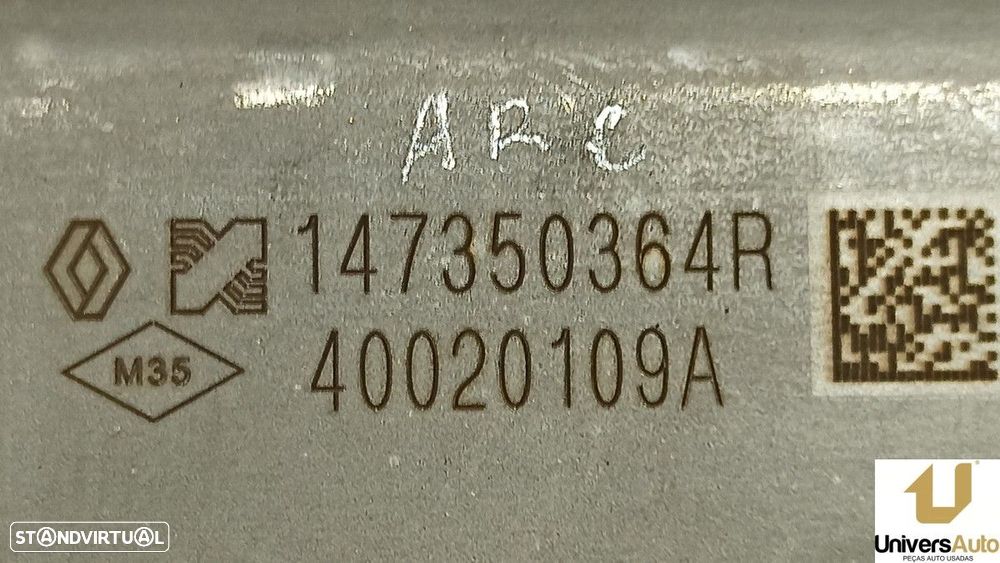 ARC
147350364R
M35
40020109A
STANDVIRTUAL
UniversAuto
PEÇAS AUTO USADAS